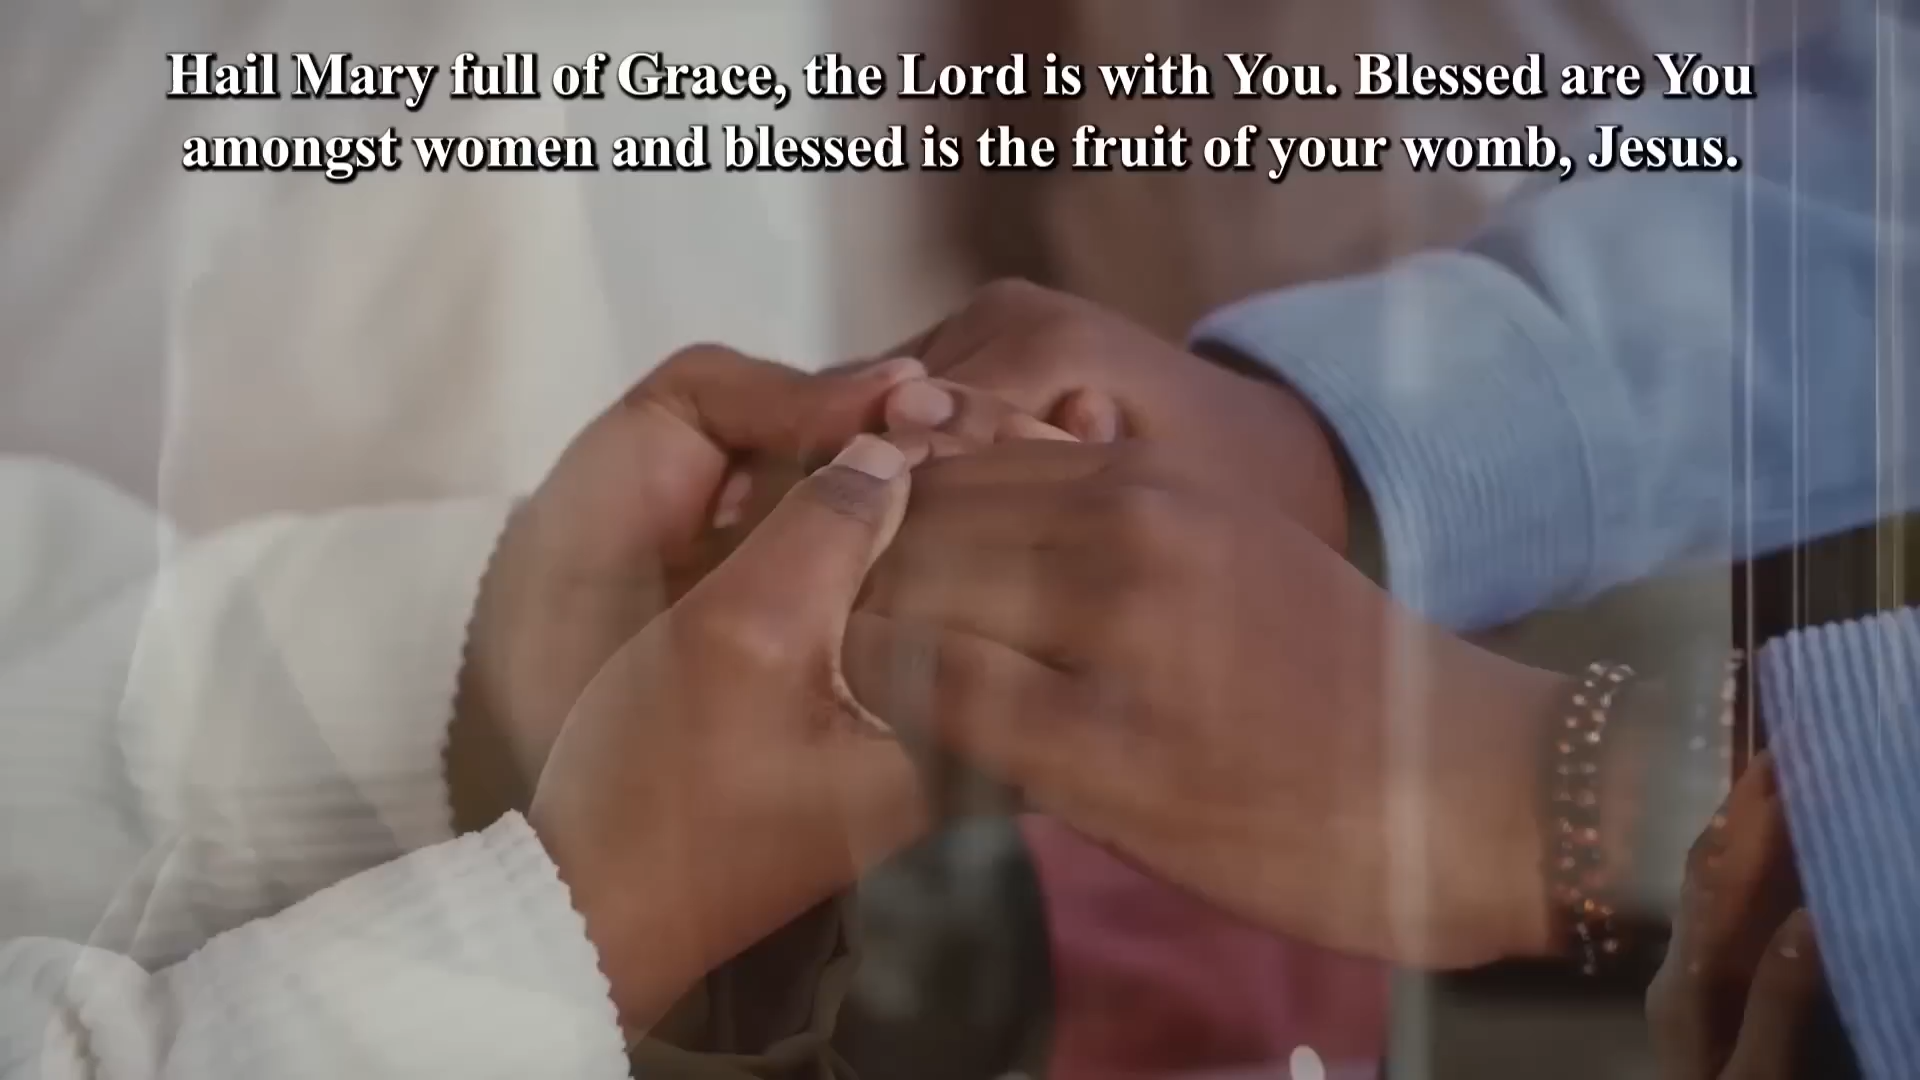 Hail Mary full of Grace, the Lord is with You. Blessed are You
amongst women and blessed is the fruit of your womb, Jesus.